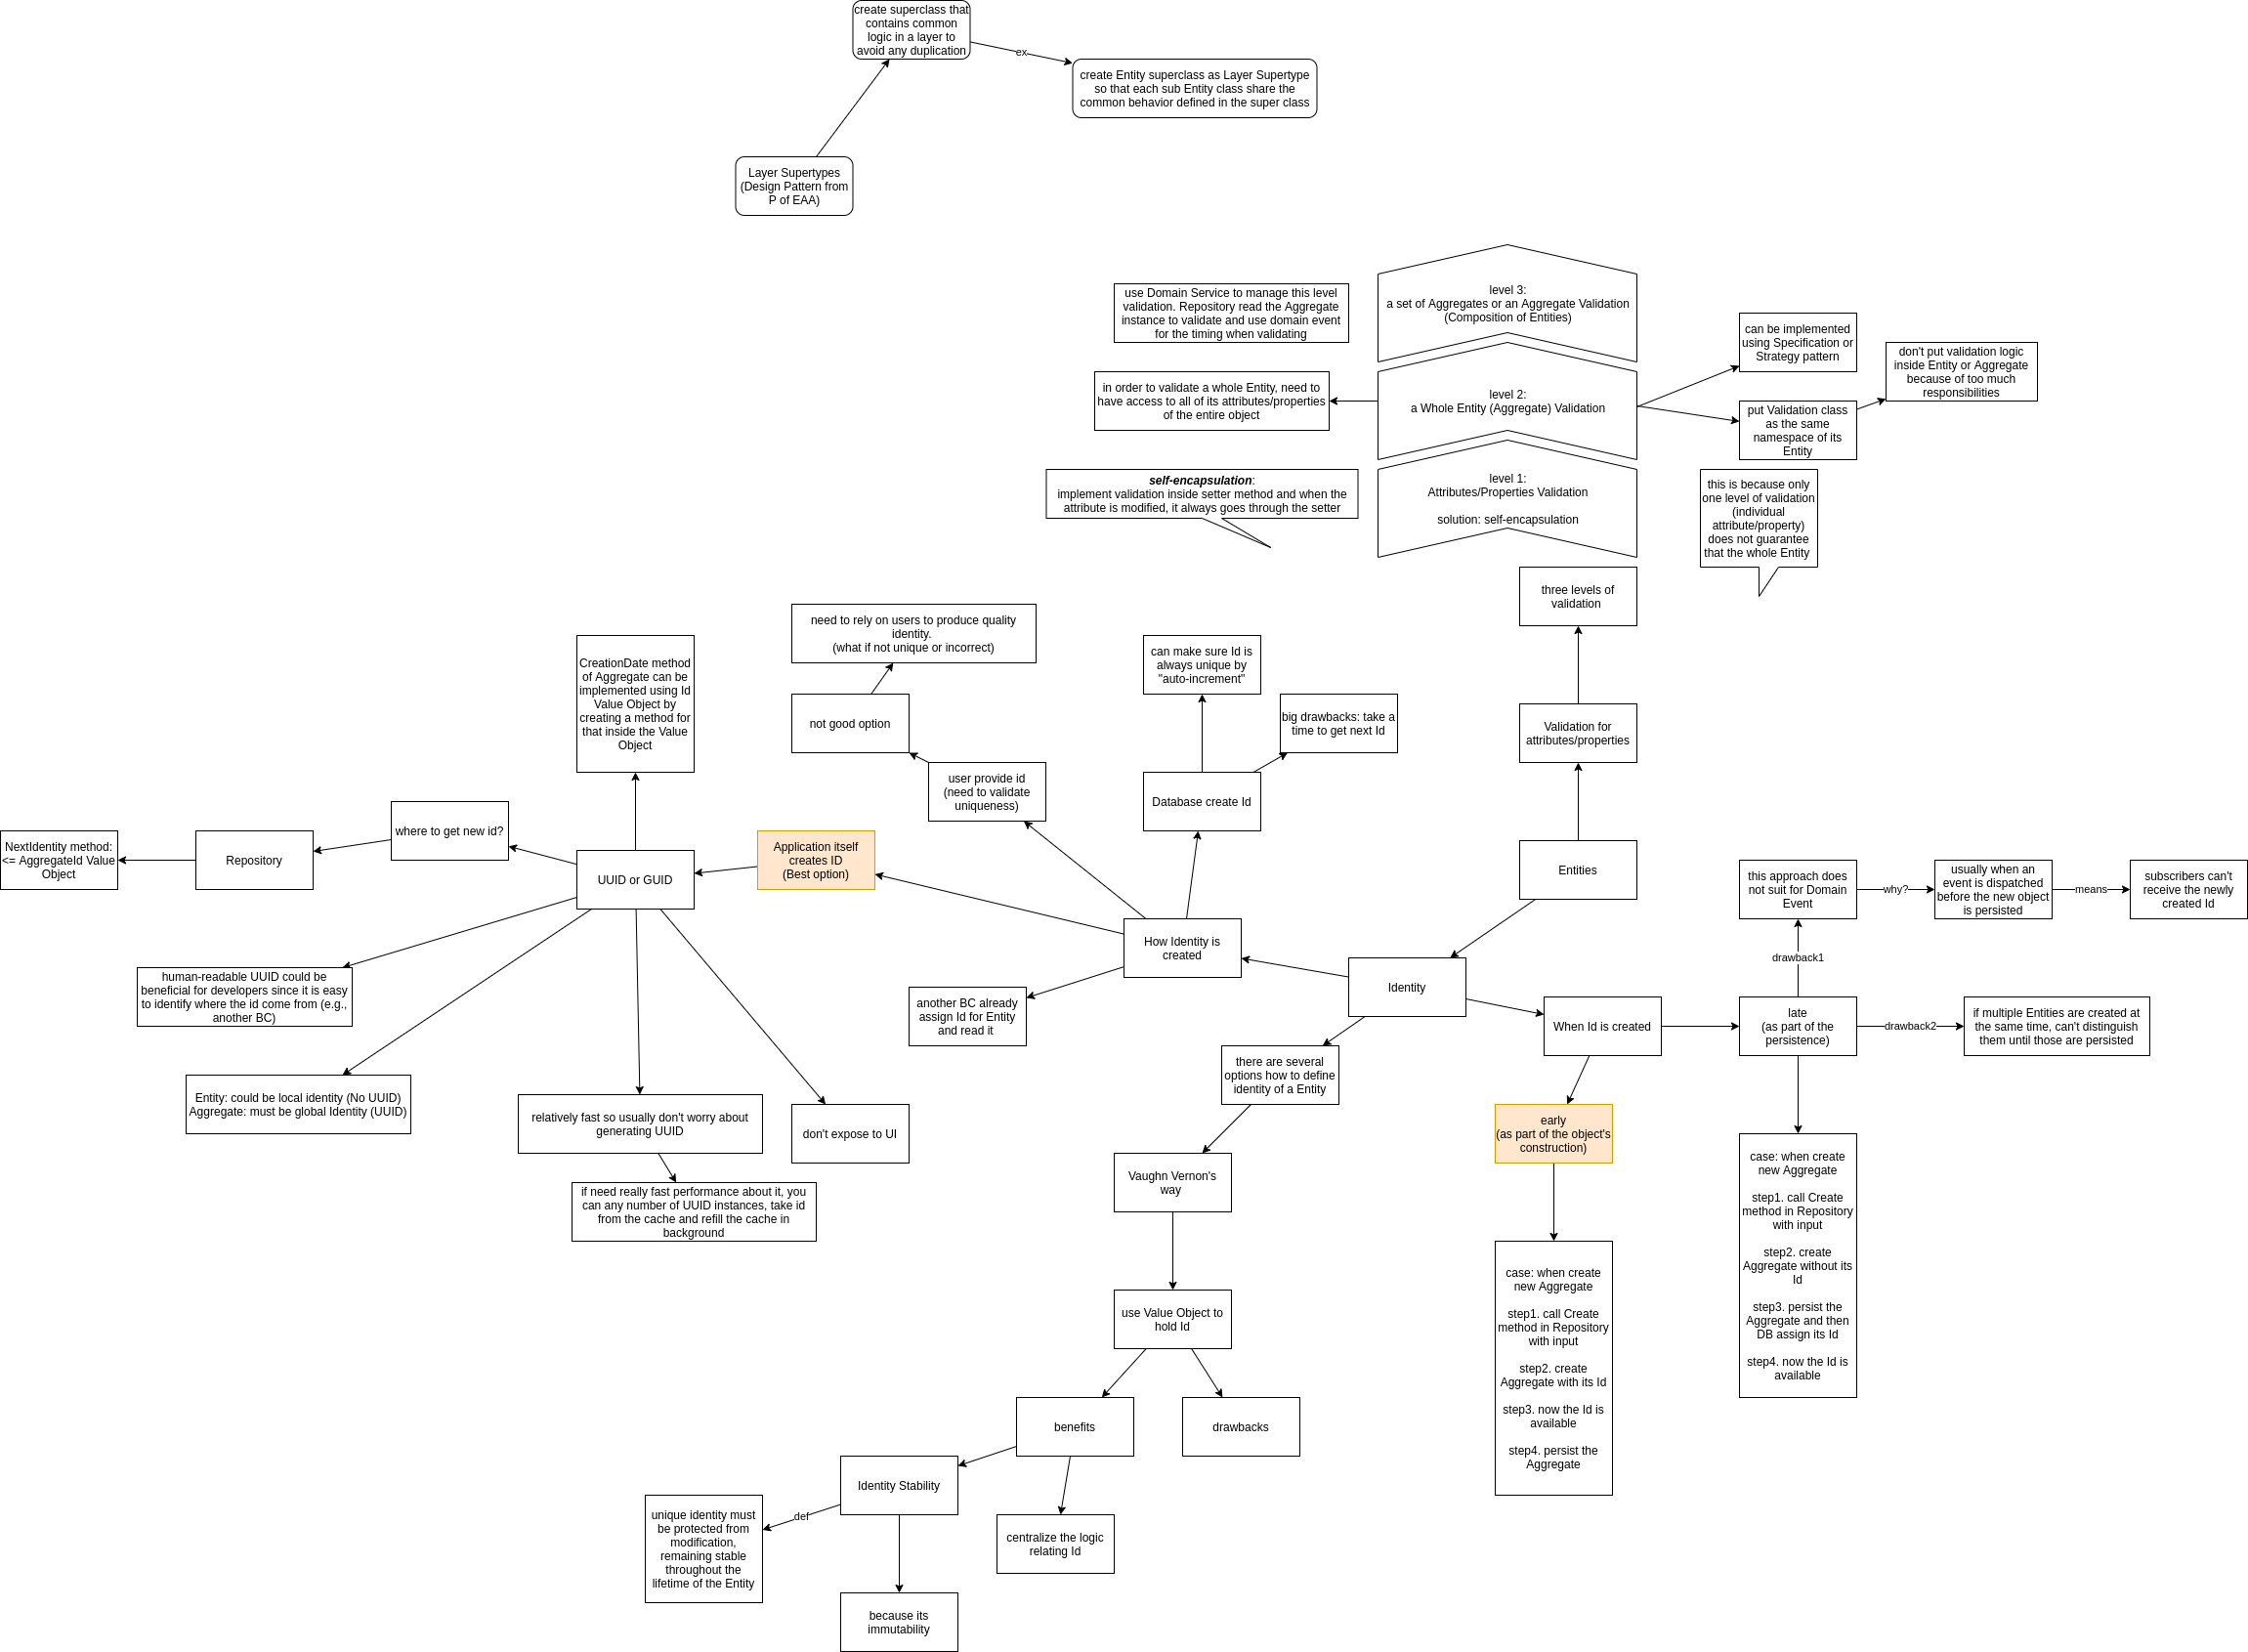 create superclass that
contains common
logic in a layer to
avoid any duplication
ex
create Entity superclass as Layer Supertype
so that each sub Entity class share the
common behavior defined in the super class
Layer Supertypes
(Design Pattern from
P of EAA)
level 3:
a set of Aggregates or an Aggregate Validation
(Composition of Entities)
use Domain Service to manage this level
validation. Repository read the Aggregate
instance to validate and use domain event
for the timing when validating
can be implemented
using Specification or
Strategy pattern
don't put validation logic
inside Entity or Aggregate
because of too much
responsibilities
in order to validate a whole Entity, need to
have access to all of its attributes/properties
of the entire object
level 2:
a Whole Entity (Aggregate) Validation
put Validation class
as the same
namespace of its
Entity
self-encapsulation:
implement validation inside setter method and when the
attribute is modified, it always goes through the setter
level 1:
Attributes/Properties Validation
solution: self-encapsulation
this is because only
one level of validation
(individual
attribute/property)
does not guarantee
that the whole Entity
three levels of
validation
need to rely on users to produce quality
identity.
(what if not unique or incorrect)
CreationDate method
of Aggregate can be
implemented using Id
Value Object by
creating a method for
that inside the Value
Object
can make sure Id is
always unique by
"auto-increment"
not good option
big drawbacks: take a
time to get next Id
Validation for
attributes/properties
user provide id
(need to validate
uniqueness)
Database create Id
where to get new id?
NextIdentity method:
<= AggregateId Value
Object
Repository
UUID or GUID
Application itself
creates ID
(Best option)
Entities
this approach does
not suit for Domain
Event
why?
usually when an
event is dispatched
before the new object
is persisted
means
subscribers can't
receive the newly
created Id
How Identity is
created
drawback1
human-readable UUID could be
beneficial for developers since it is easy
to identify where the id come from (e.g.,
another BC)
another BC already
assign Id for Entity
and read it
Identity
When Id is created
late
(as part of the
persistence)
drawback2
if multiple Entities are created at
the same time, can't distinguish
them until those are persisted
there are several
options how to define
identity of a Entity
Entity: could be local identity (No UUID)
Aggregate: must be global Identity (UUID)
relatively fast so usually don't worry about
generating UUID
don't expose to UI
early
(as part of the object's
construction)
if need really fast performance about it, you
can any number of UUID instances, take id
from the cache and refill the cache in
background
Vaughn Vernon's
way
case: when create
new Aggregate
step1. call Create
method in Repository
with input
step2. create
Aggregate without its
Id
step3. persist the
Aggregate and then
DB assign its Id
step4. now the Id is
available
case: when create
new Aggregate
step1. call Create
method in Repository
with input
step2. create
Aggregate with its Id
step3. now the Id is
available
step4. persist the
Aggregate
use Value Object to
hold Id
benefits
drawbacks
Identity Stability
def
unique identity must
be protected from
modification,
remaining stable
throughout the
lifetime of the Entity
centralize the logic
relating Id
because its
immutability